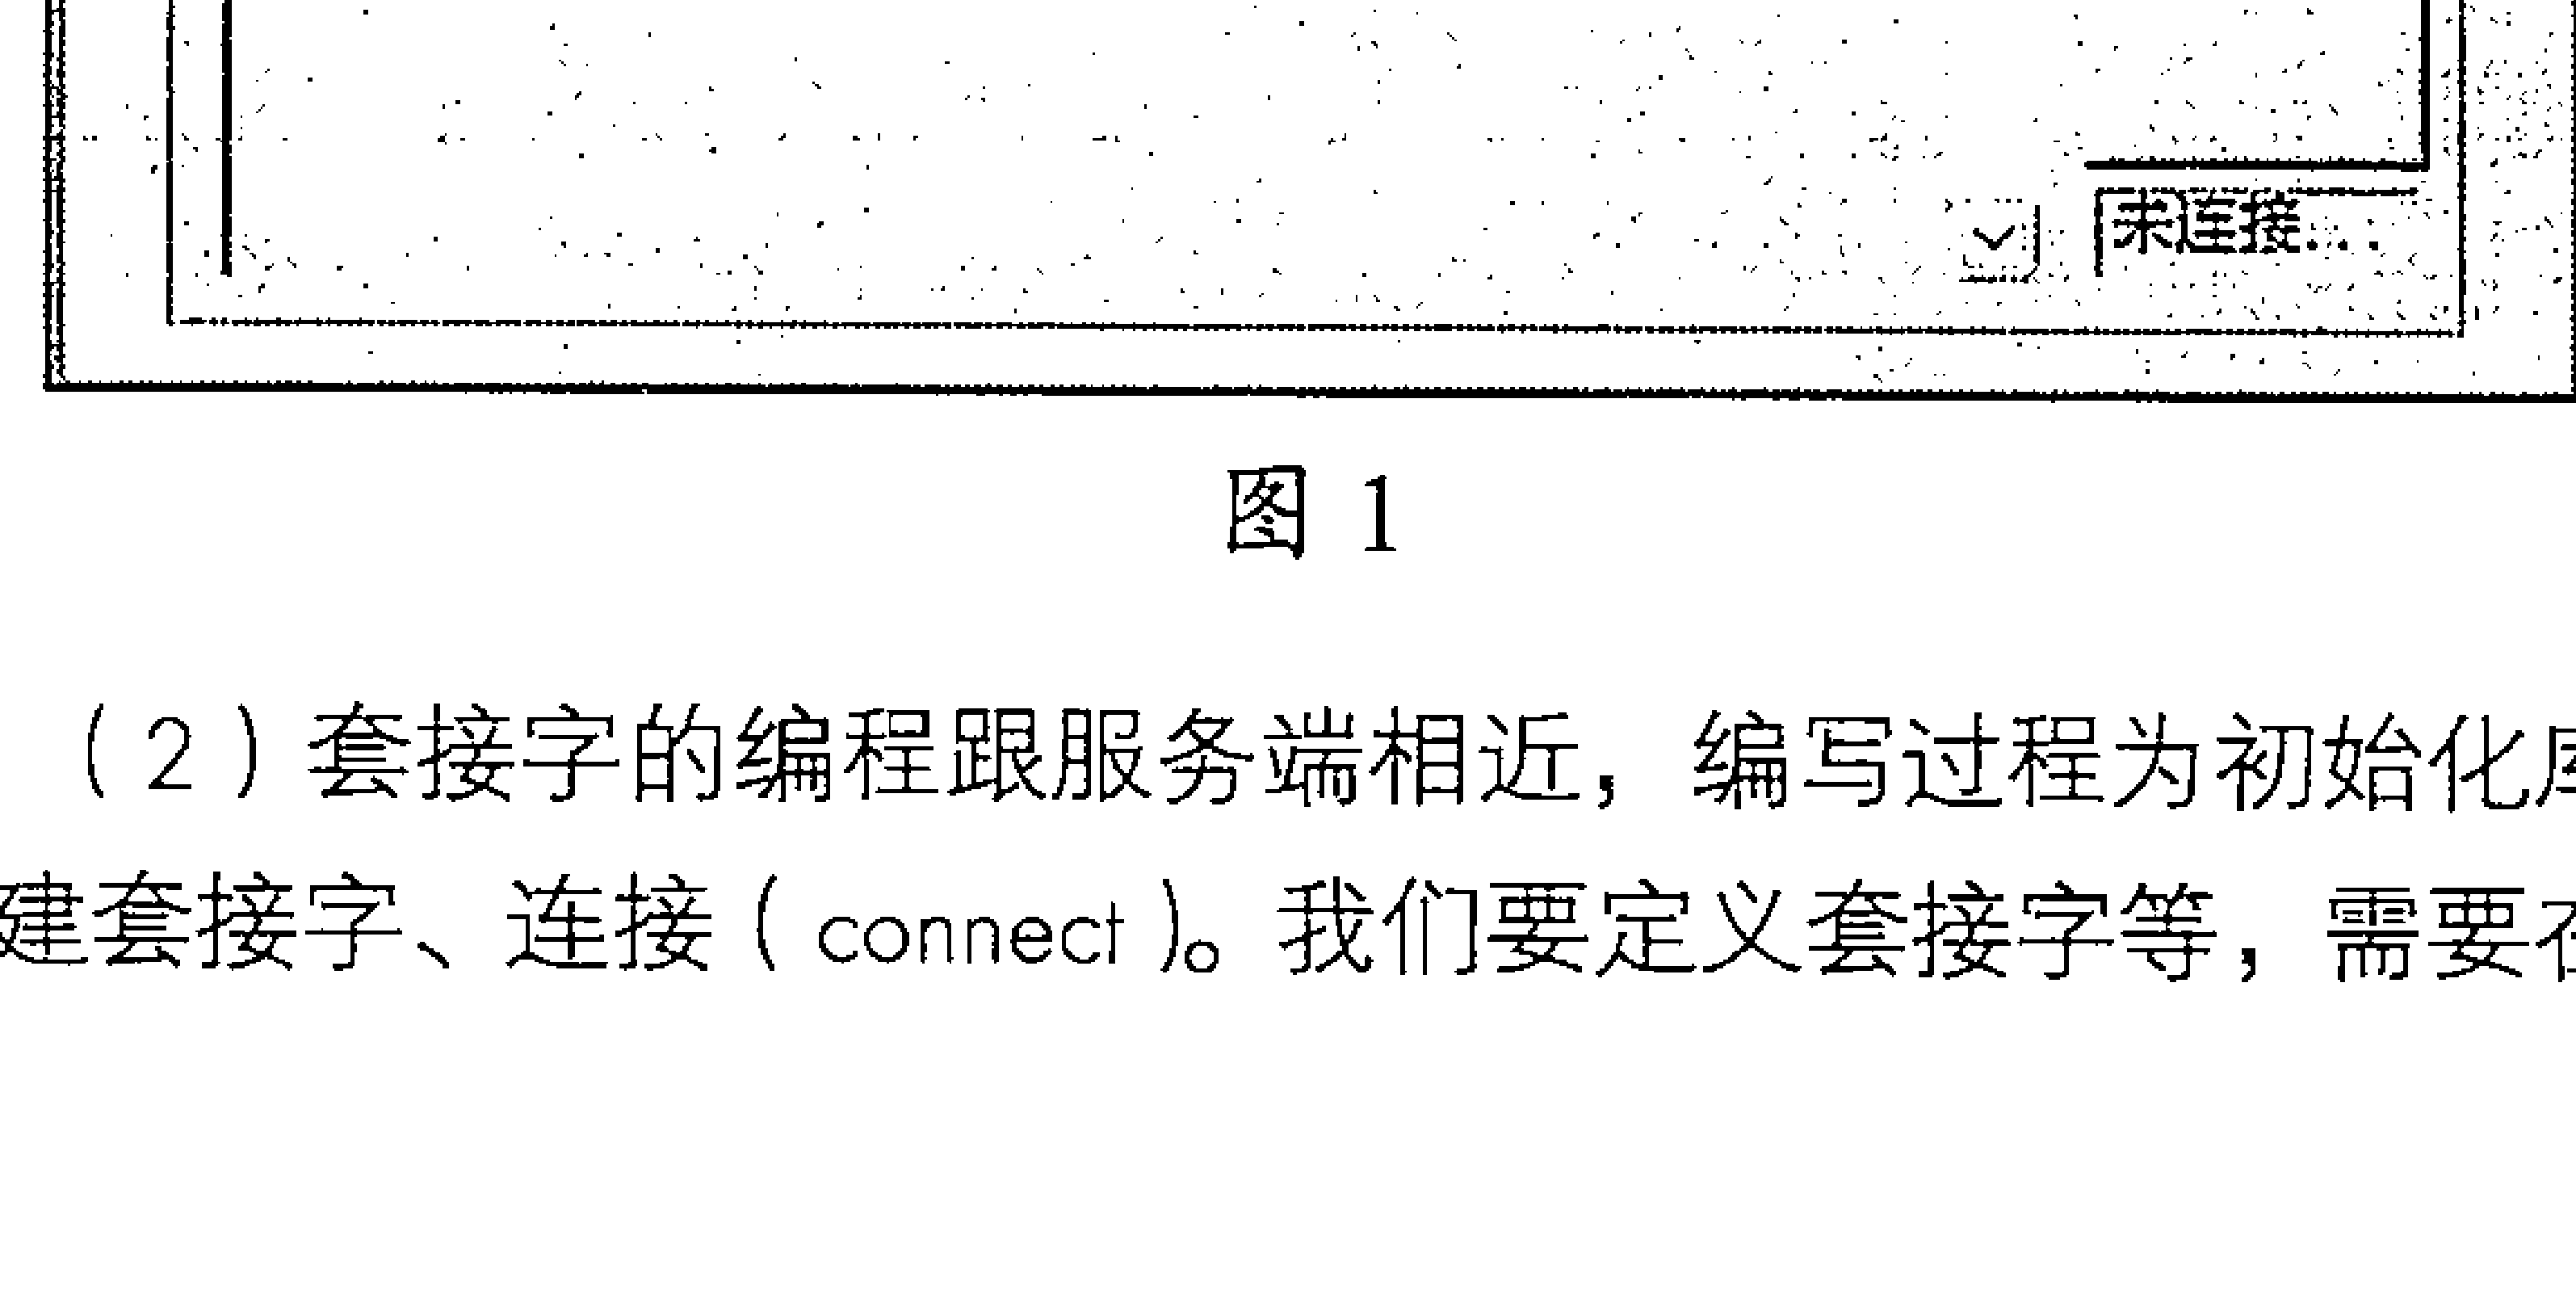 未连接...
图 1
（2）套接字的编程跟服务端相近，编写过程为初始化
建套接字、连接（connect）。我们要定义套接字等，需要